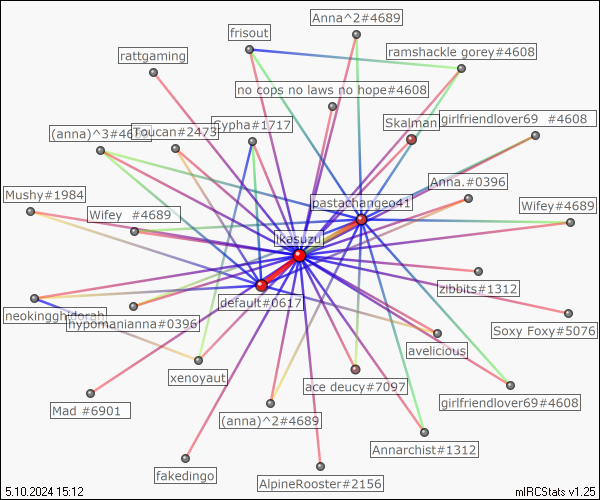 Anna^2#4689
frisout
ramshackle gorey#4608
rattgaming
no cops no laws no hope#4608
Skalman
girlfriendlover69 #4608
Cypha#1717
Toucan#2473
(anna)^3#46
Anna.#0396
Mushy#1984
pastachangeo41
Wifey #4689
Wifey#4689
ikasuzu
zibbits#1312
default#0617
neokingghidorah
hypomanianna#0396
Soxy Foxy#5076
avelicious
xenoyaut
ace deucy#7097
girlfriendlover69#4608
Mad #6901
(anna)^2#4689
Annarchist#1312
fakedingo
AlpineRooster#2156
5.10.2024 15:12
mIRCStats v1.25